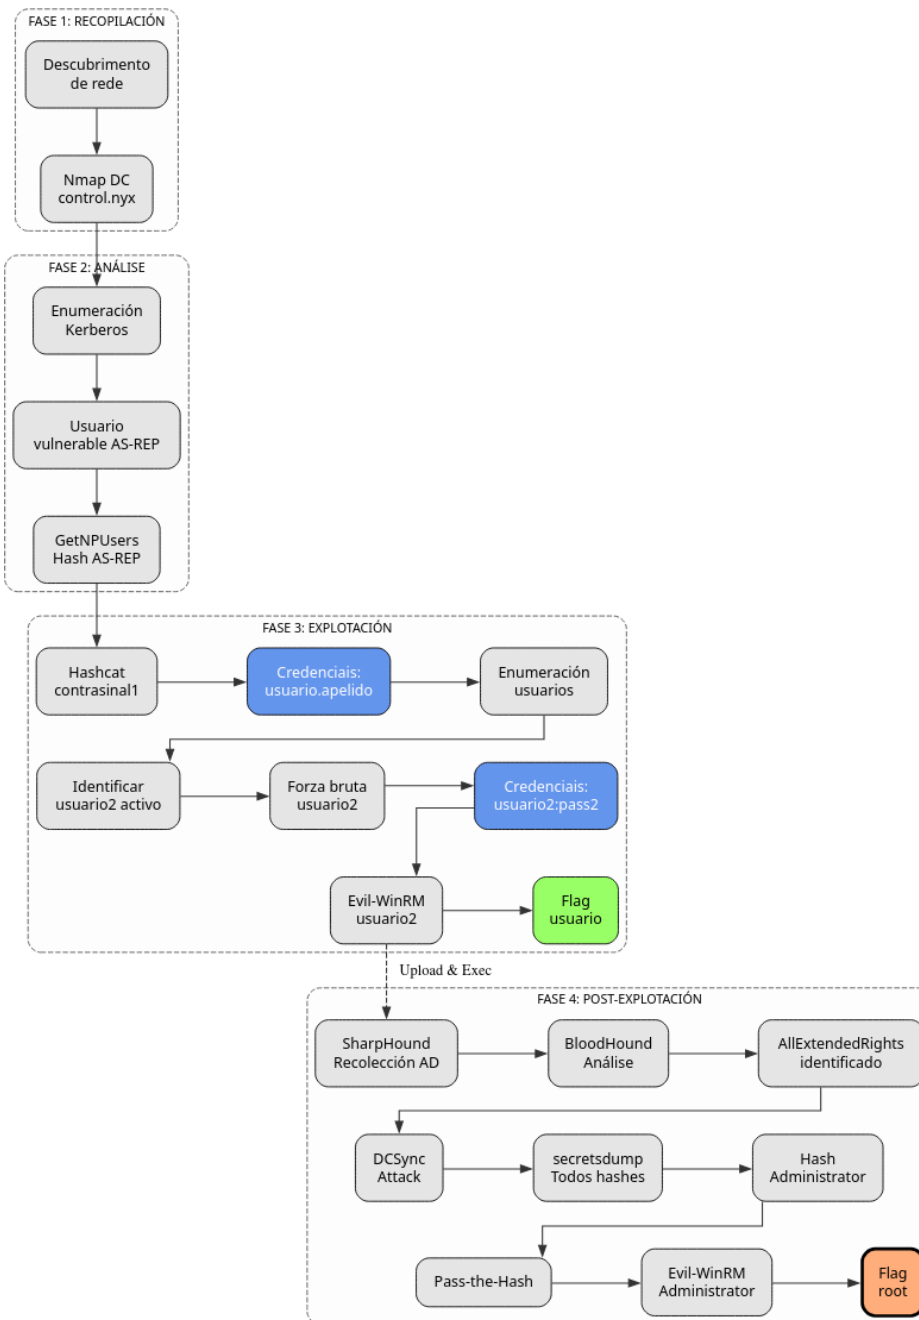 FASE 1: RECOPILACIÓN
Descubrimento
de rede
Nmap DC
control.nyx
FASE 2: ANÁLISE
Enumeración
Kerberos
Usuario
vulnerable AS-REP
GetNPUsers
Hash AS-REP
FASE 3: EXPLOTACIÓN
Hashcat
contrasinal1
Credenciais:
usuario.apelido
Enumeración
usuarios
Identificar
usuario2 activo
Forza bruta
usuario2
Credenciais:
usuario2:pass2
Evil-WinRM
usuario2
Flag
usuario
Upload & Exec
FASE 4: POST-EXPLOTACIÓN
SharpHound
Recolección AD
BloodHound
Análise
AllExtendedRights
identificado
DCSync
Attack
secretsdump
Todos hashes
Hash
Administrator
Pass-the-Hash
Evil-WinRM
Administrator
Flag
root